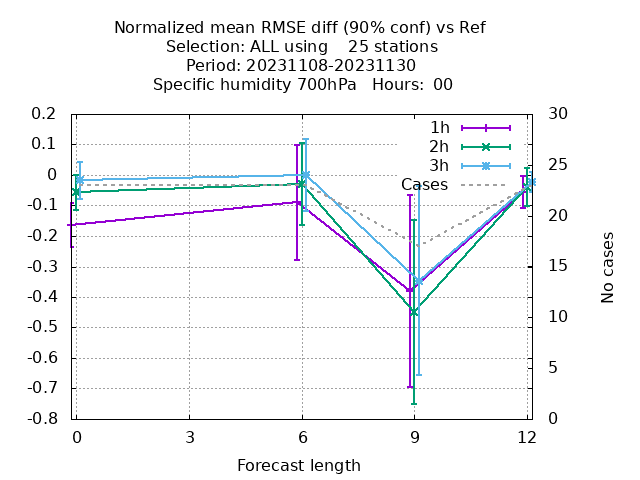 Normalized mean RMSE diff (90% conf) vs Ref
Selection: ALL using    25 stations
Period: 20231108-20231130
Specific humidity 700hPa   Hours:  00
0.2
0.1
0
-0.1
-0.2
-0.3
-0.4
-0.5
-0.6
-0.7
-0.8
1h
2h
3h
Cases
30
25
20
15
10
5
0
No cases
0 3 6 9 12
Forecast length